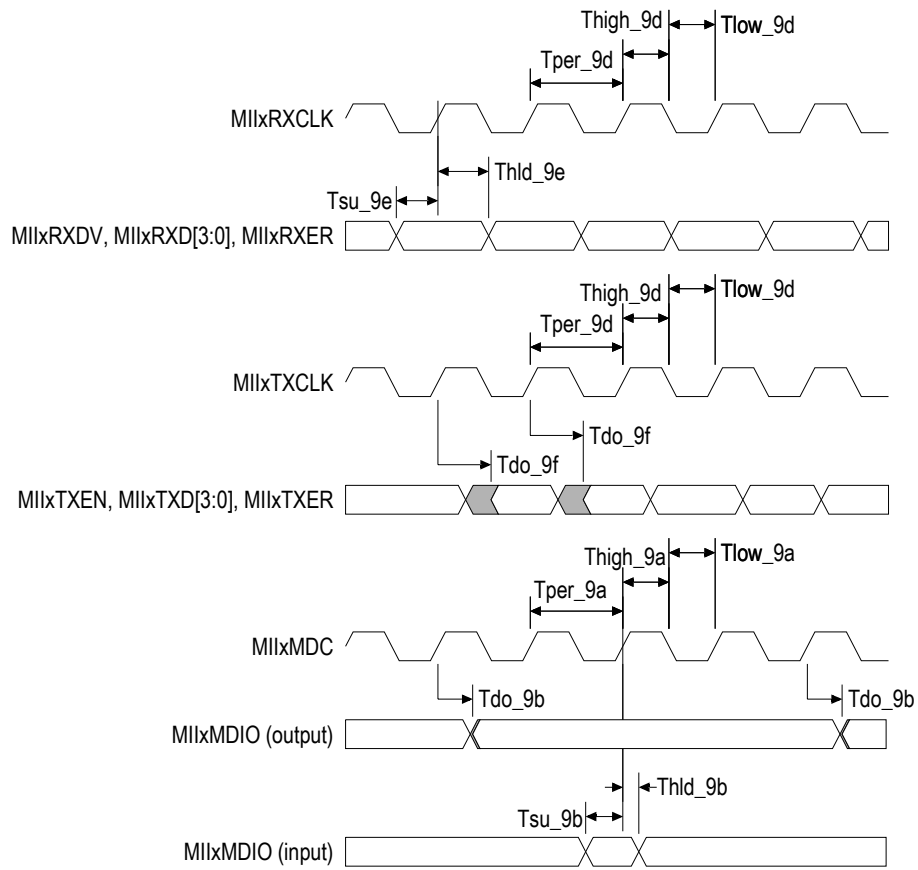 Thigh_9d
Tlow_9d
Tper_9d
MIIxRXCLK
Thld_9e
Tsu_9e
MIIxRXDV, MIIxRXD[3:0], MIIxRXER
Thigh_9d
Tlow_9d
Tper_9d
MIIxTXCLK
Tdo_9f
Tdo_9f
MIIxTXEN, MIIxTXD[3:0], MIIxTXER
Thigh_9a
Tlow_9a
Tper_9a
MIIxMDC
Tdo_9b
Tdo_9b
MIIxMDIO (output)
Thld_9b
Tsu_9b
MIIxMDIO (input)